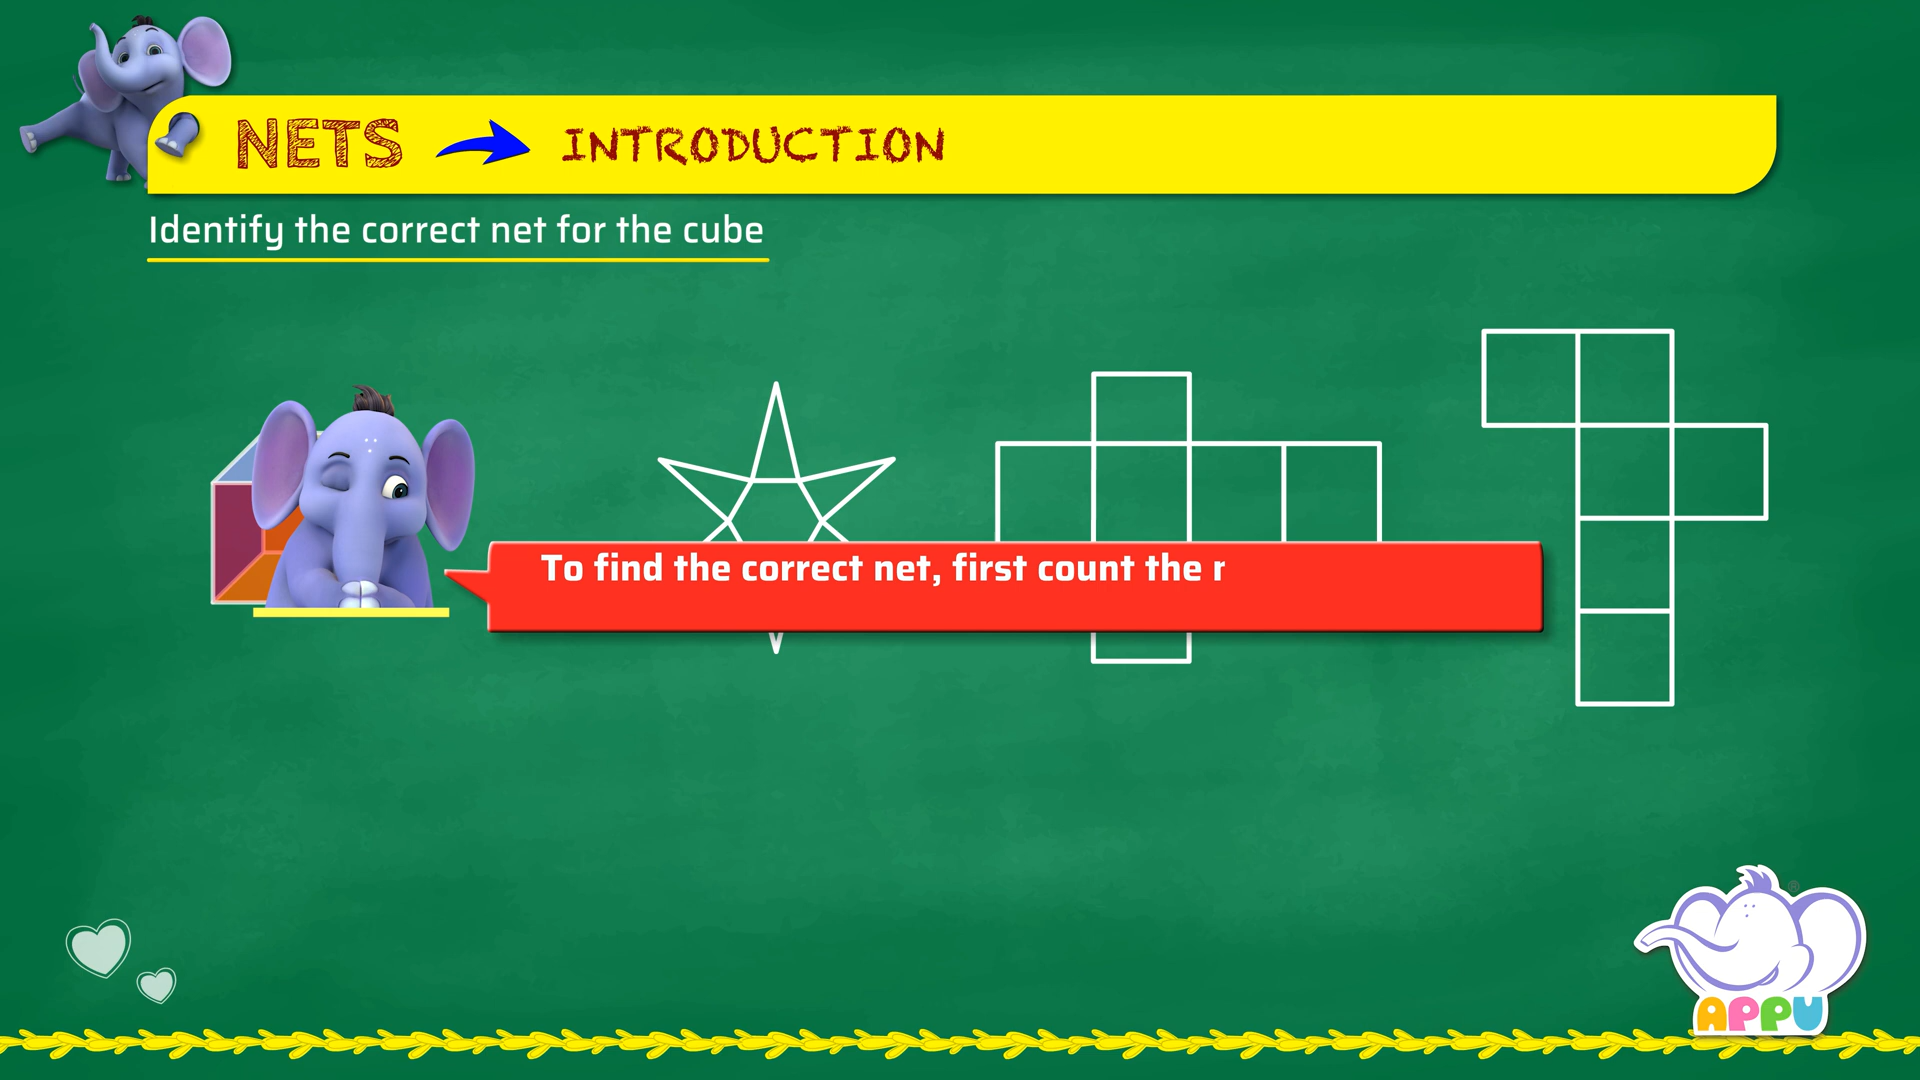 NETS INTRODUCTION
Identify the correct net for the cube
To find the correct net, first count the r
®
APPU